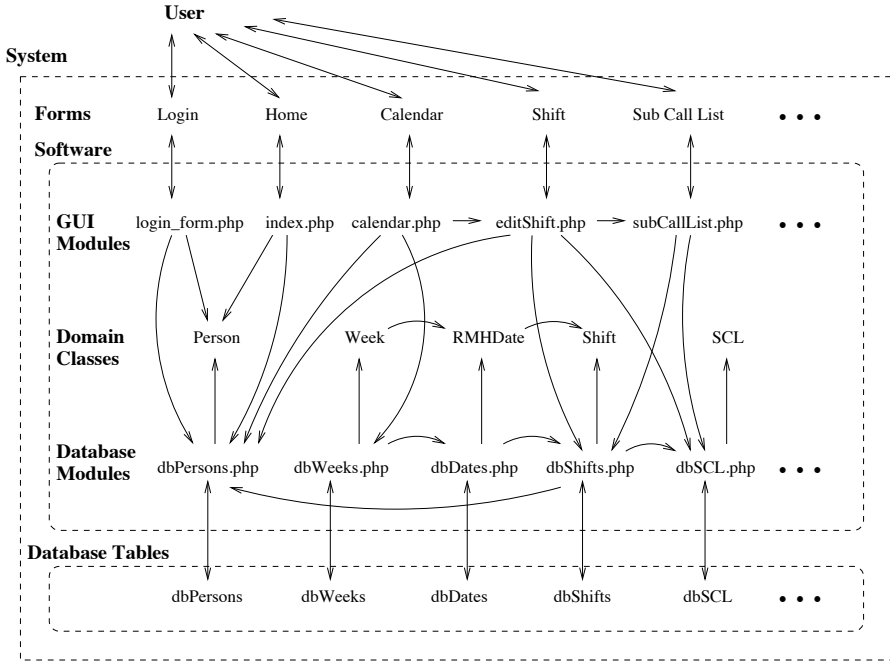 User
System
Forms
Login
Home
Calendar
Shift
Sub Call List
• • •
Software
GUI
Modules
login_form.php
index.php
calendar.php
editShift.php
subCallList.php
• • •
Domain
Classes
Person
Week
RMHDate
Shift
SCL
Database
Modules
dbPersons.php
dbWeeks.php
dbDates.php
dbShifts.php
dbSCL.php
• • •
Database Tables
dbPersons
dbWeeks
dbDates
dbShifts
dbSCL
• • •